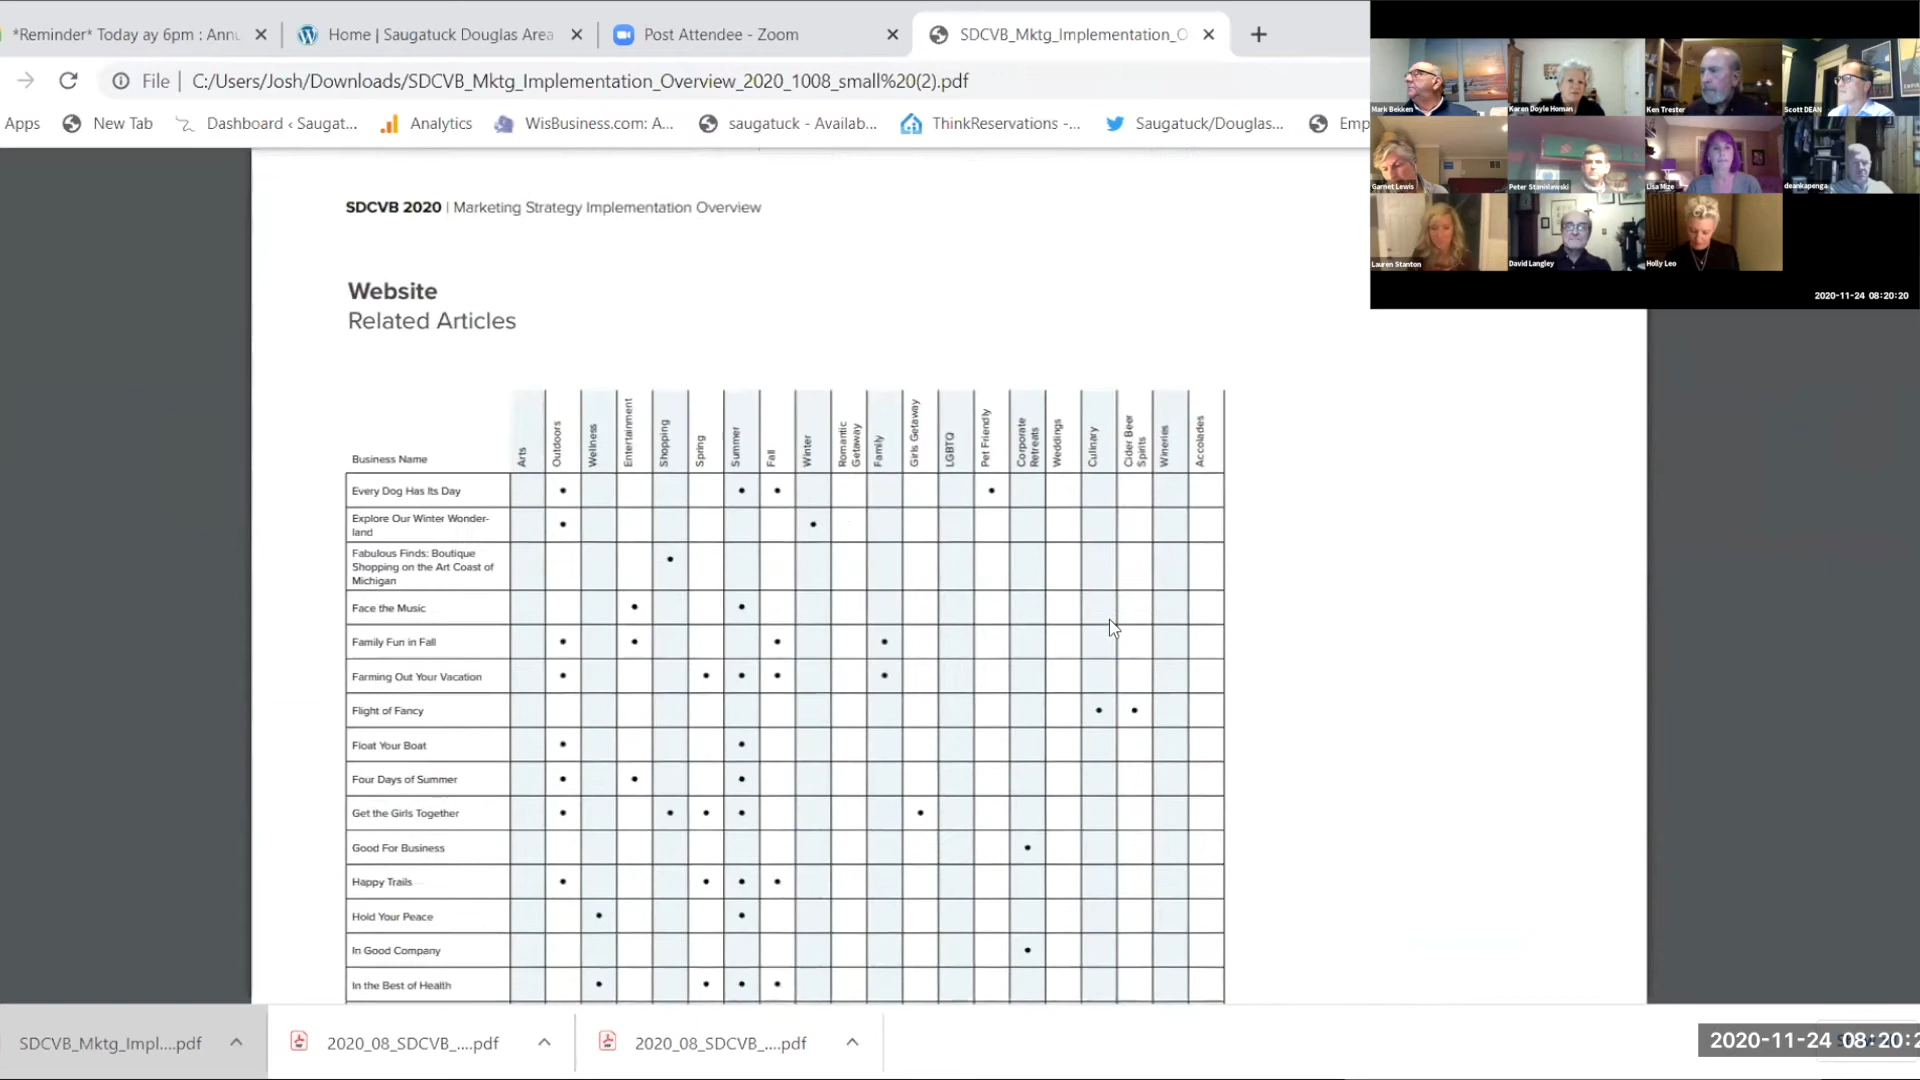 *Reminder* Today ay 6pm : Annu
Home | Saugatuck Douglas Area
Post Attendee - Zoom
SDCVB_Mktg_Implementation_O
File | C:/Users/Josh/Downloads/SDCVB_Mktg_Implementation_Overview_2020_1008_small%20(2).pdf
Apps
New Tab
Dashboard ‹ Saugat...
Analytics
WisBusiness.com: A...
saugatuck - Availab...
ThinkReservations -...
Saugatuck/Douglas...
Emp
Mark Bekken
Karen Doyle Homan
Ken Trester
Scott DEAN
Garnet Lewis
Peter Stanislawski
Lisa Mize
deankapenga
Lauren Stanton
David Langley
Holly Leo
2020-11-24 08:20:20
SDCVB 2020 | Marketing Strategy Implementation Overview
Website
Related Articles
Business Name
Arts
Outdoors
Wellness
Entertainment
Shopping
Spring
Summer
Fall
Winter
Romantic
Getaway
Family
Girls Getaway
LGBTQ
Pet Friendly
Corporate
Retreats
Weddings
Culinary
Cider Beer
Spirits
Wineries
Accolades
Every Dog Has Its Day
Explore Our Winter Wonder-
land
Fabulous Finds: Boutique
Shopping on the Art Coast of
Michigan
Face the Music
Family Fun in Fall
Farming Out Your Vacation
Flight of Fancy
Float Your Boat
Four Days of Summer
Get the Girls Together
Good For Business
Happy Trails
Hold Your Peace
In Good Company
In the Best of Health
SDCVB_Mktg_Impl....pdf
2020_08_SDCVB_....pdf
2020_08_SDCVB_....pdf
2020-11-24 08:20:2